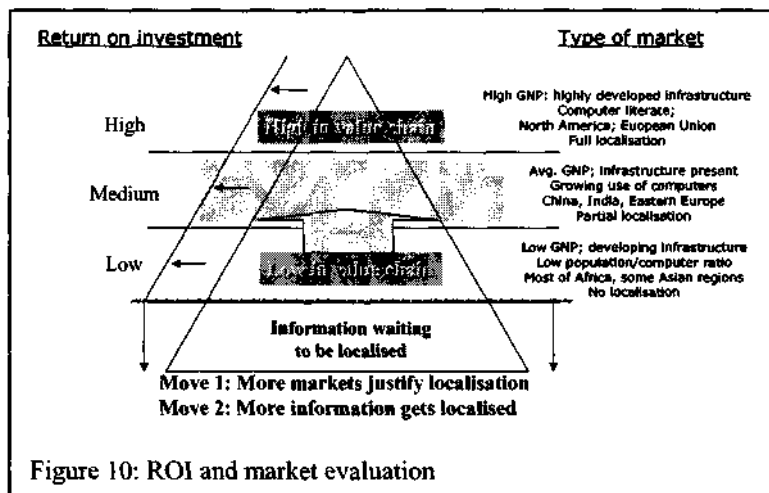 Return on investment
Type of market
High
High in value chain
High GNP: highly developed infrastructure
Computer literate;
North America; European Union
Full localisation
Medium
Avg. GNP; Infrastructure present
Growing use of computers
China, India, Eastern Europe
Partial localisation
Low
Low in value chain
Low GNP; developing infrastructure
Low population/computer ratio
Most of Africa, some Asian regions
No localisation
Information waiting
to be localised
Move 1: More markets justify localisation
Move 2: More information gets localised
Figure 10: ROI and market evaluation